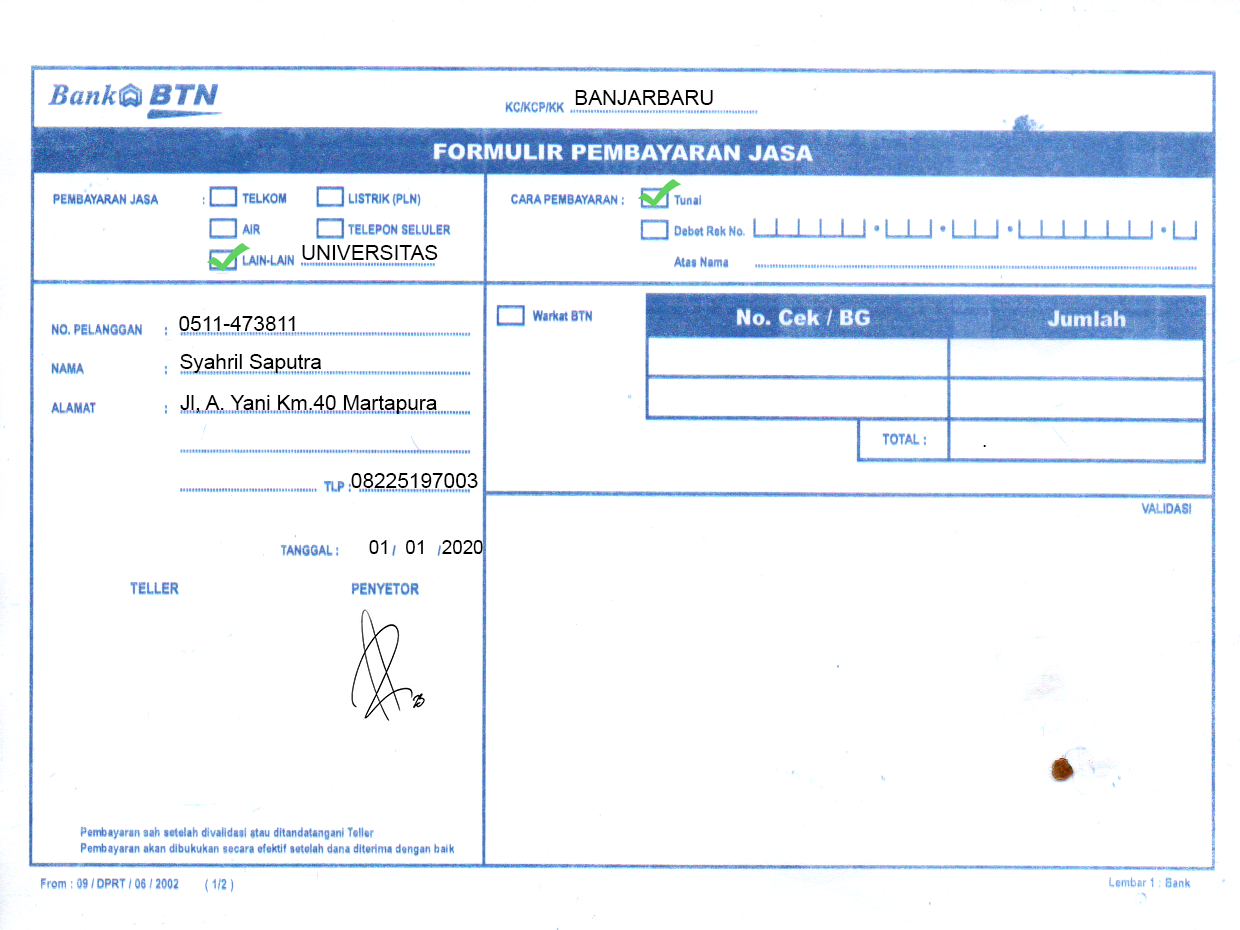 Bank BTN
KC/KCP/KK BANJARBARU
FORMULIR PEMBAYARAN JASA
PEMBAYARAN JASA : TELKOM LISTRIK (PLN)
AIR TELEPON SELULER
LAIN-LAIN UNIVERSITAS
CARA PEMBAYARAN : Tunai
Debet Rek No.
Atas Nama
NO. PELANGGAN : 0511-473811
NAMA : Syahril Saputra
ALAMAT : Jl, A. Yani Km.40 Martapura
TLP : 08225197003
TANGGAL : 01 / 01 / 2020
TELLER PENYETOR
Pembayaran sah setelah divalidasi atau ditandatangani Teller
Pembayaran akan dibukukan secara efektif setelah dana diterima dengan baik
Warkat BTN
No. Cek / BG Jumlah
TOTAL : .
VALIDASI
From : 09 / DPRT / 06 / 2002 ( 1/2 )
Lembar 1 : Bank